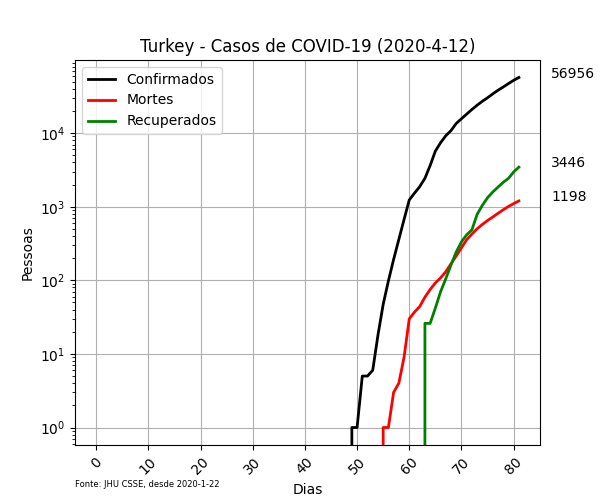 Turkey - Casos de COVID-19 (2020-4-12)
Confirmados
Mortes
Recuperados
56956
3446
1198
Pessoas
10⁴
10³
10²
10¹
10⁰
0 10 20 30 40 50 60 70 80
Dias
Fonte: JHU CSSE, desde 2020-1-22